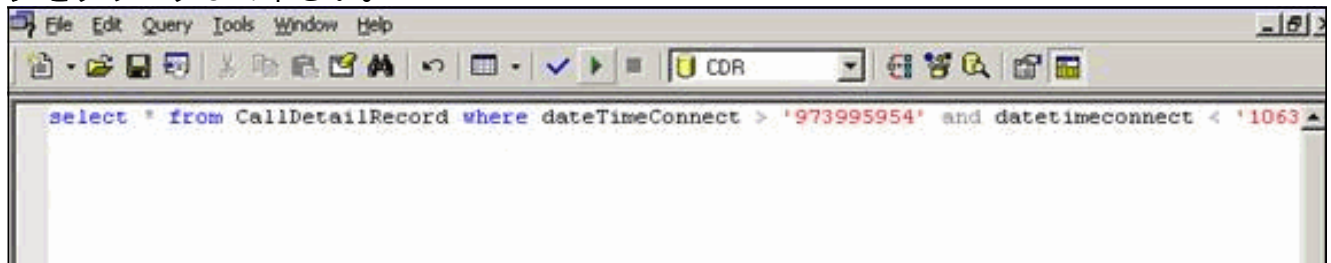 File Edit Query Tools Window Help
CDR
select * from CallDetailRecord where dateTimeConnect > '973995954' and datetimeconnect < '1063